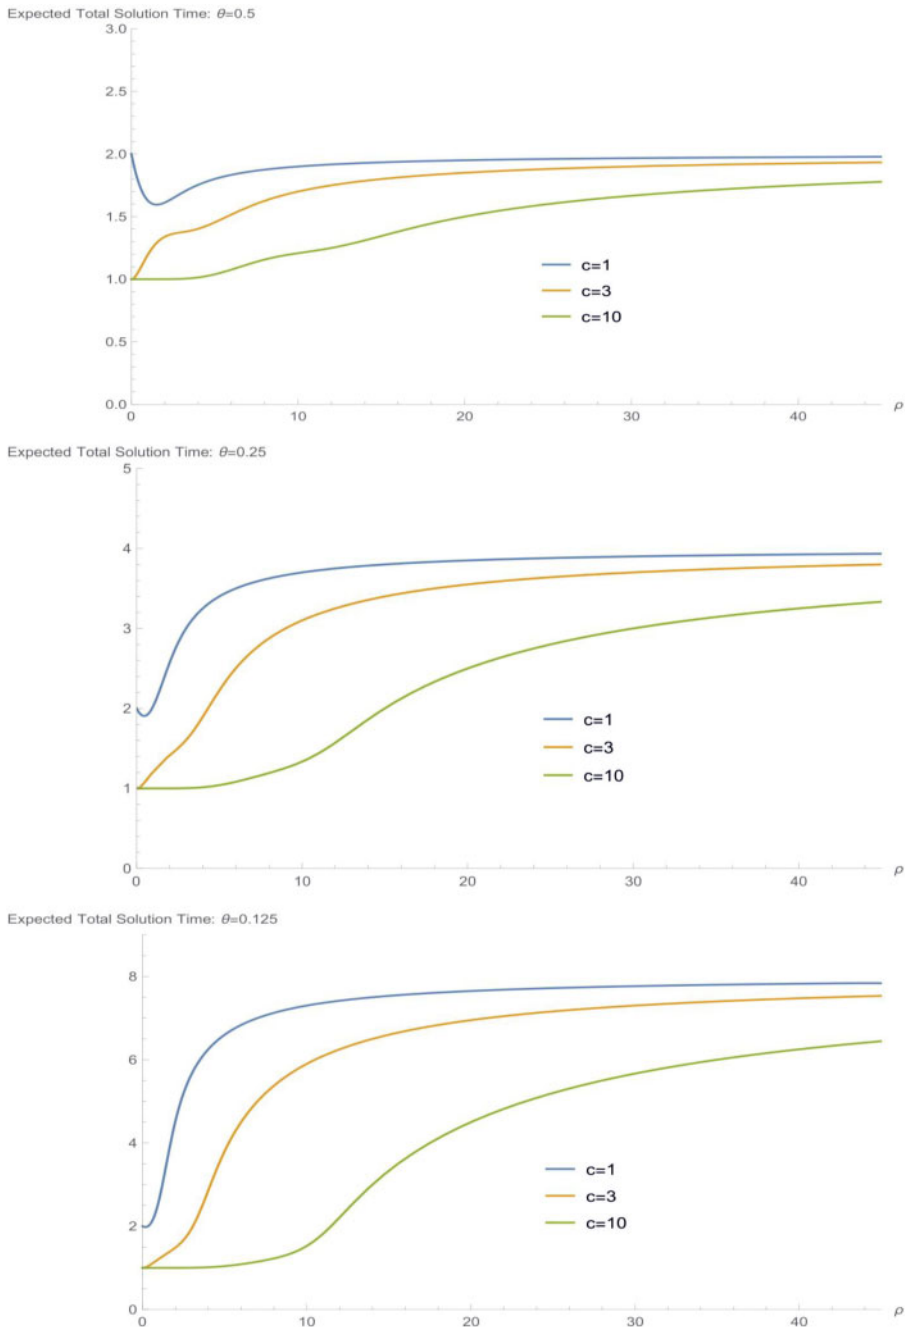 Expected Total Solution Time: θ=0.5
3.0
2.5
2.0
1.5
1.0
0.5
0.0
c=1
c=3
c=10
0 10 20 30 40 ρ
Expected Total Solution Time: θ=0.25
5
4
3
2
1
0
c=1
c=3
c=10
0 10 20 30 40 ρ
Expected Total Solution Time: θ=0.125
8
6
4
2
0
c=1
c=3
c=10
0 10 20 30 40 ρ